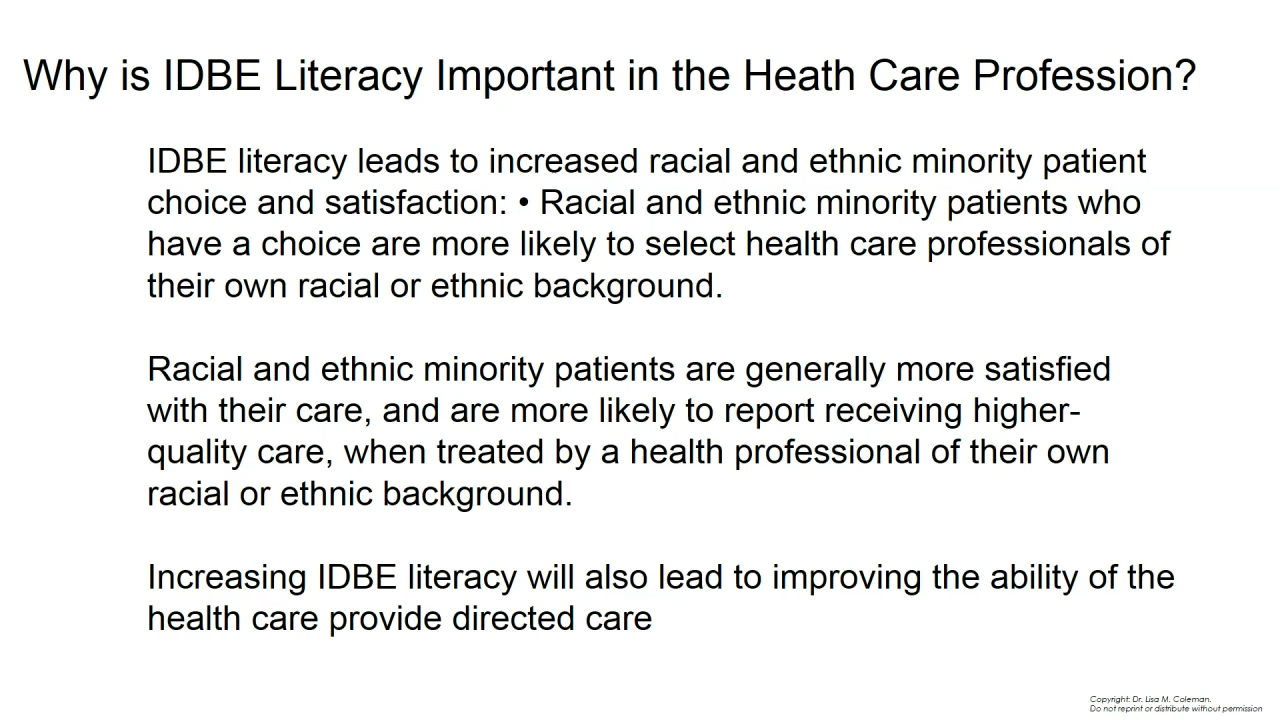 Why is IDBE Literacy Important in the Heath Care Profession?
IDBE literacy leads to increased racial and ethnic minority patient
choice and satisfaction: • Racial and ethnic minority patients who
have a choice are more likely to select health care professionals of
their own racial or ethnic background.
Racial and ethnic minority patients are generally more satisfied
with their care, and are more likely to report receiving higher-
quality care, when treated by a health professional of their own
racial or ethnic background.
Increasing IDBE literacy will also lead to improving the ability of the
health care provide directed care
Copyright: Dr. Lisa M. Coleman.
Do not reprint or distribute without permission